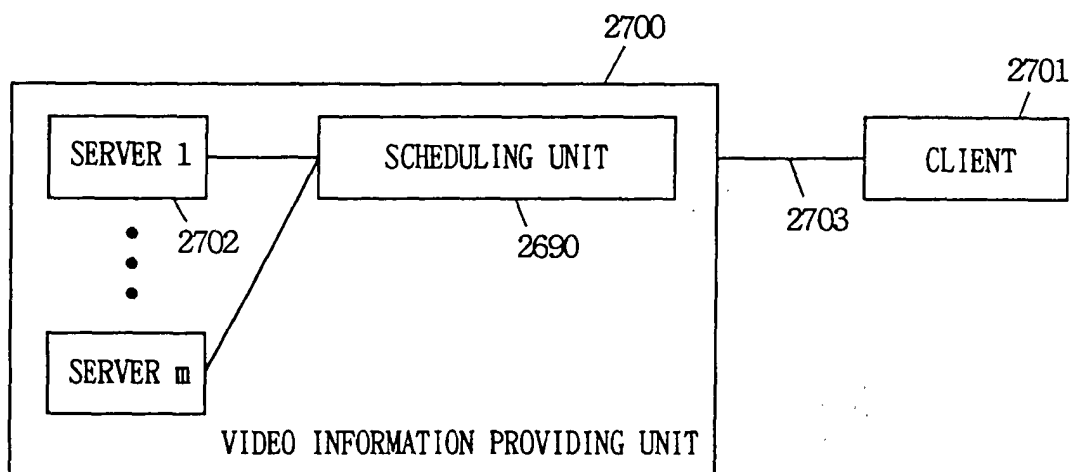 2700
2701
SERVER 1
SCHEDULING UNIT
CLIENT
2702
2690
2703
SERVER m
VIDEO INFORMATION PROVIDING UNIT